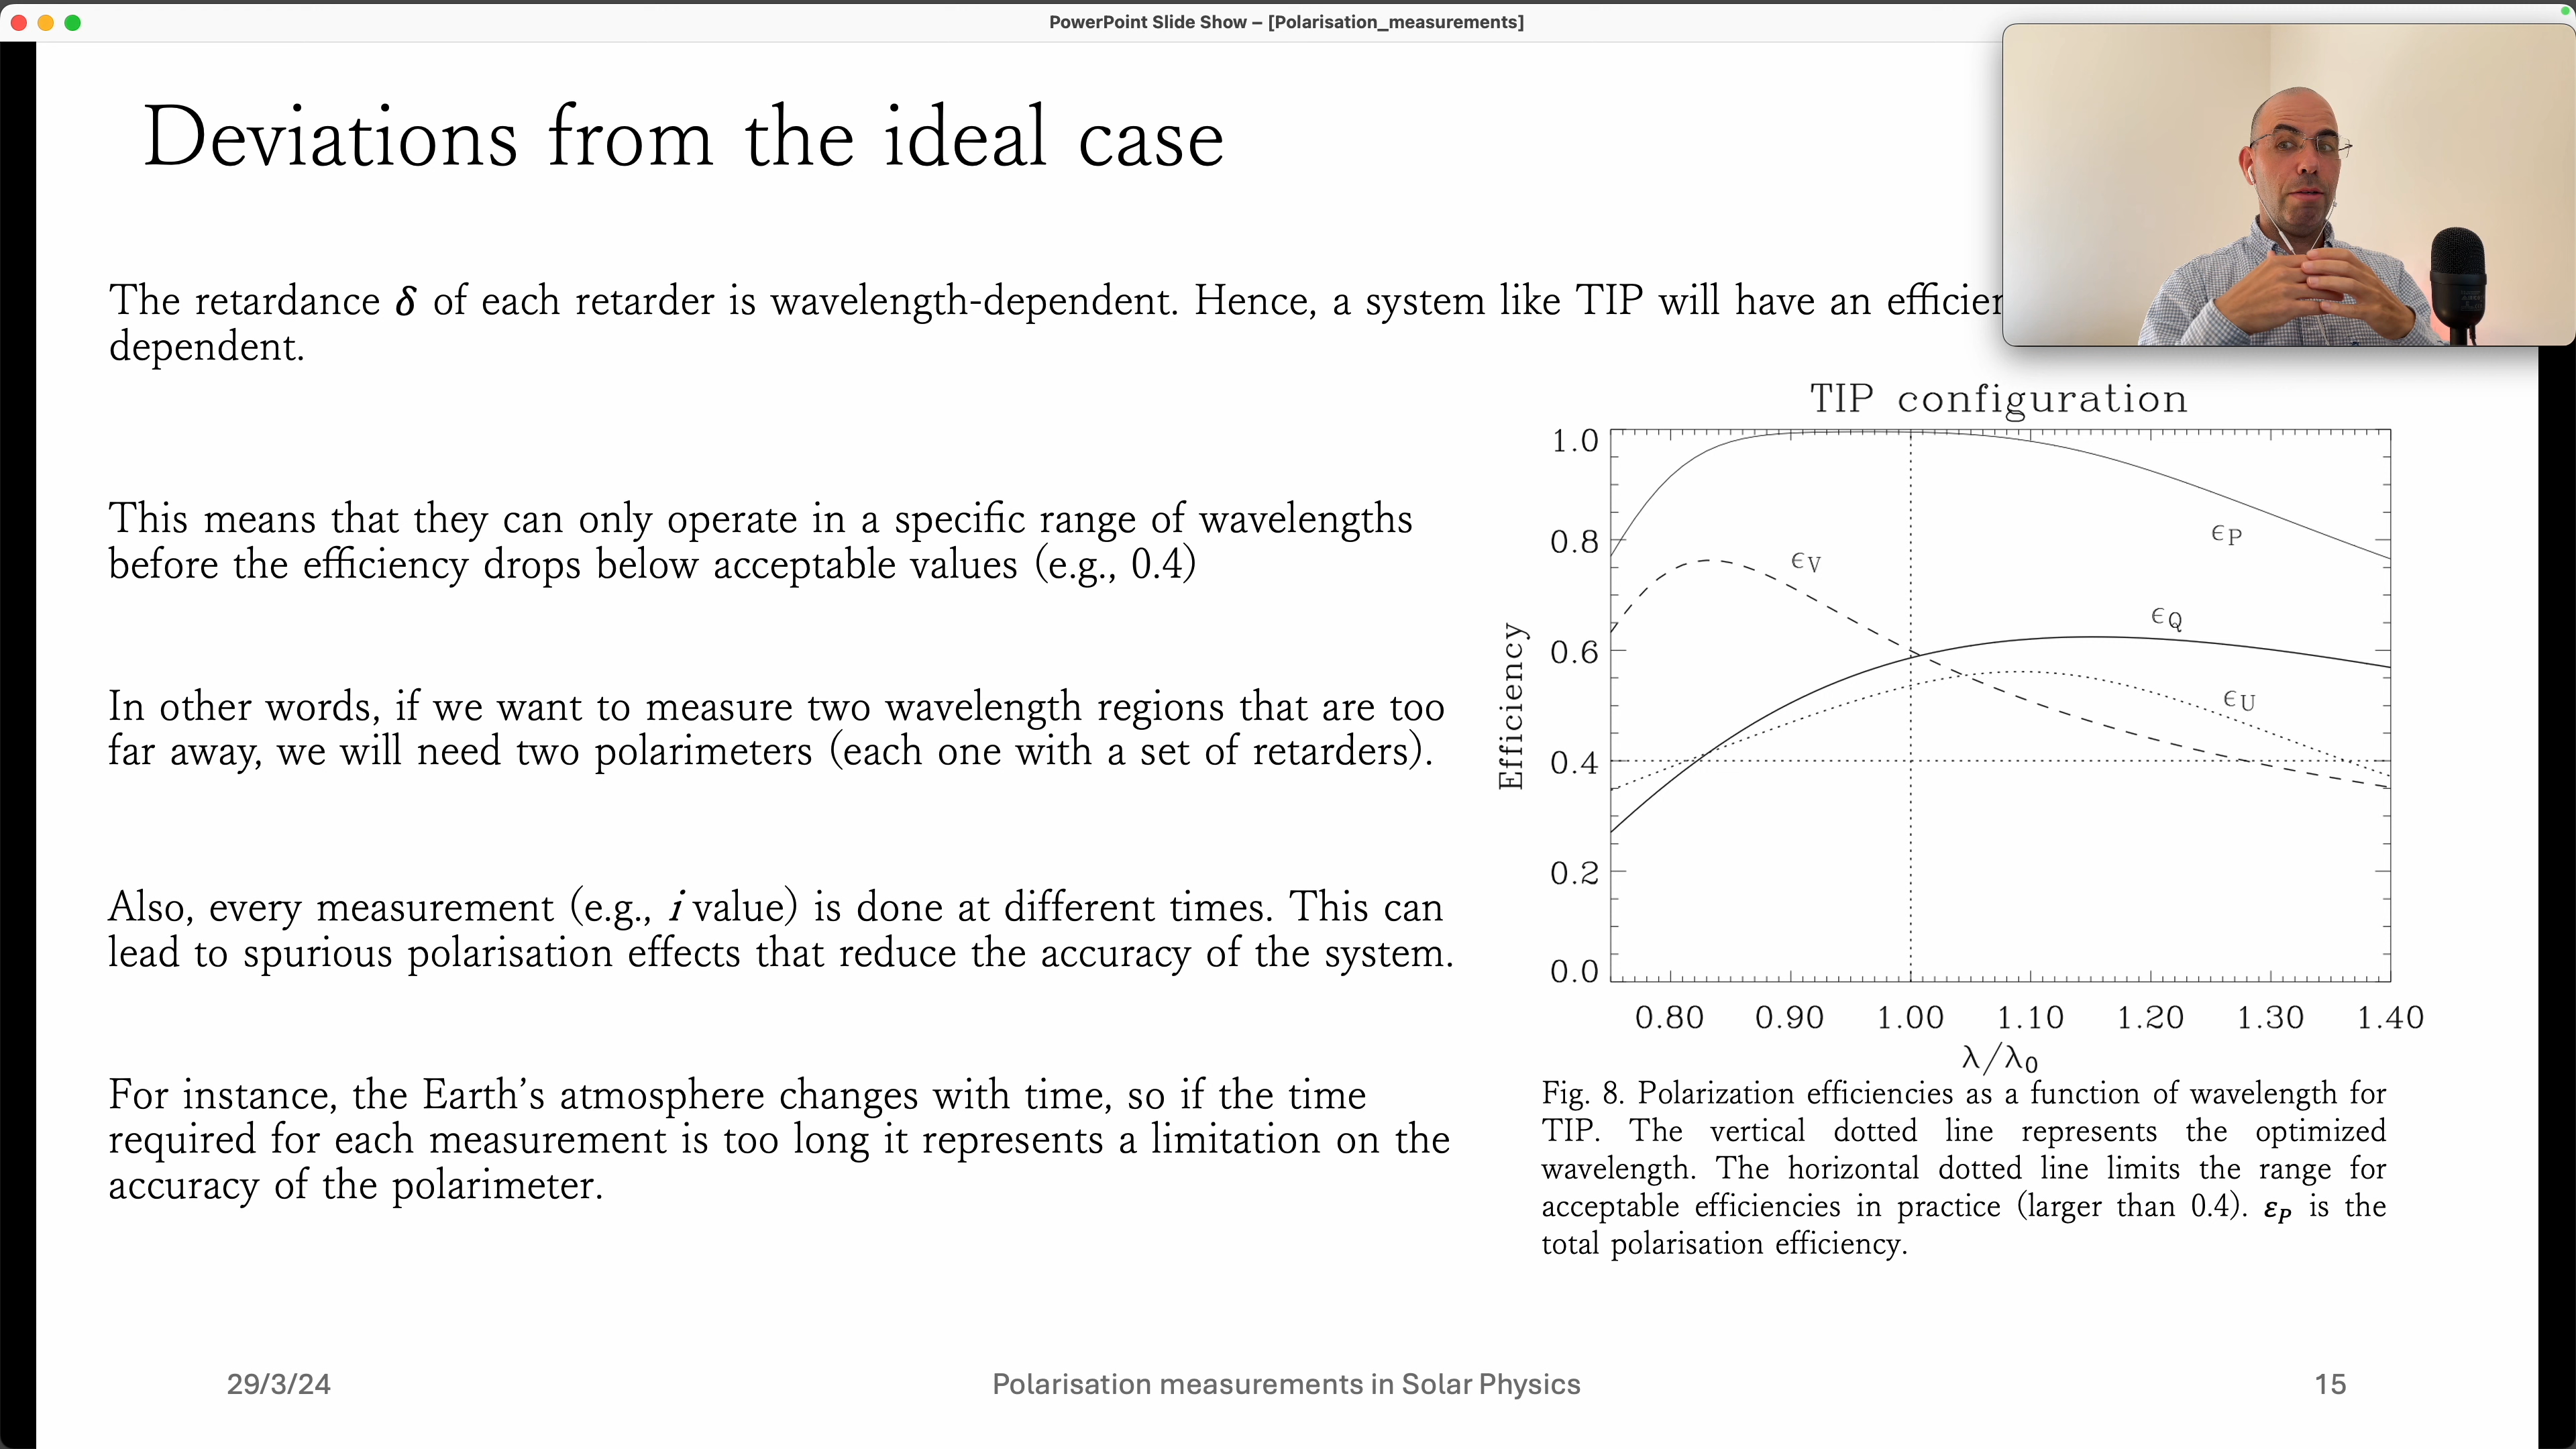 PowerPoint Slide Show – [Polarisation_measurements]
Deviations from the ideal case
The retardance δ of each retarder is wavelength-dependent. Hence, a system like TIP will have an
dependent.
This means that they can only operate in a specific range of wavelengths
before the efficiency drops below acceptable values (e.g., 0.4)
In other words, if we want to measure two wavelength regions that are too
far away, we will need two polarimeters (each one with a set of retarders).
Also, every measurement (e.g., i value) is done at different times. This can
lead to spurious polarisation effects that reduce the accuracy of the system.
For instance, the Earth’s atmosphere changes with time, so if the time
required for each measurement is too long it represents a limitation on the
accuracy of the polarimeter.
TIP configuration
1.0
0.8
0.6
0.4
0.2
0.0
Efficiency
ϵP
ϵV
ϵQ
ϵU
0.80 0.90 1.00 1.10 1.20 1.30 1.40
λ/λ0
Fig. 8. Polarization efficiencies as a function of wavelength for
TIP. The vertical dotted line represents the optimized
wavelength. The horizontal dotted line limits the range for
acceptable efficiencies in practice (larger than 0.4). εP is the
total polarisation efficiency.
29/3/24
Polarisation measurements in Solar Physics
15